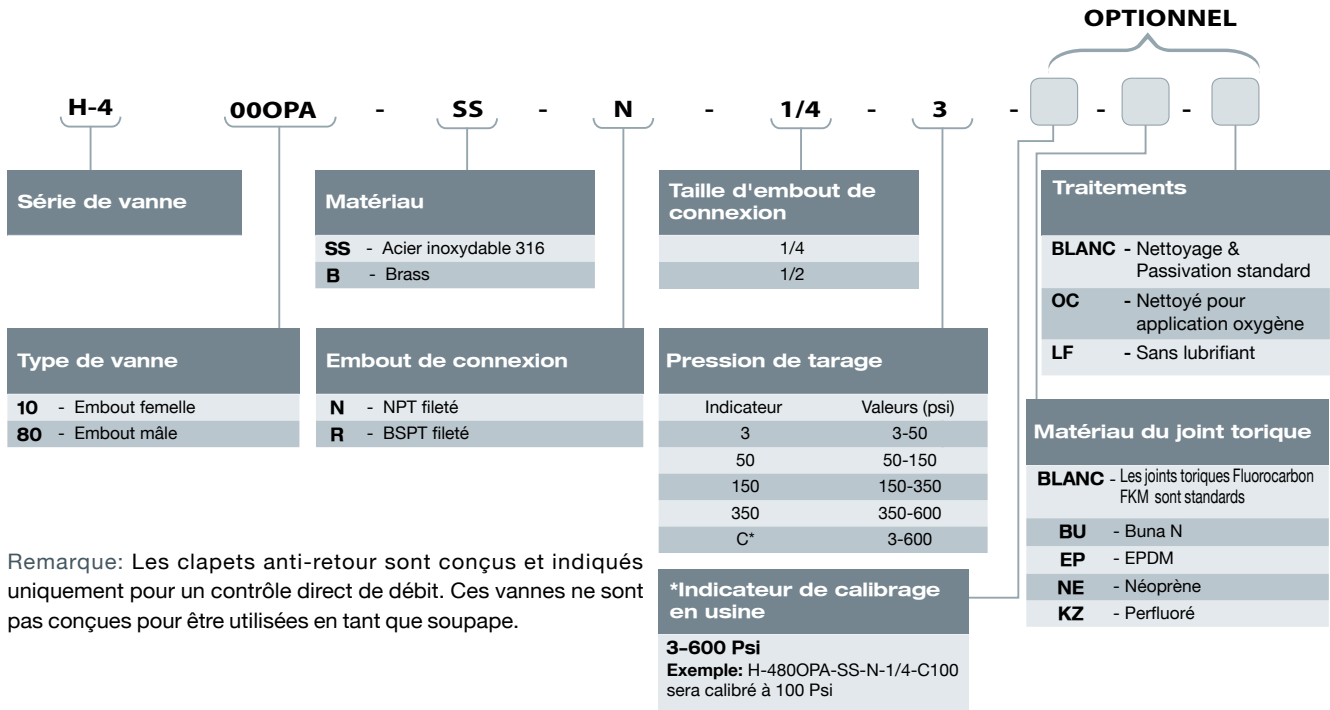 OPTIONNEL
H-4 00OPA - SS - N - 1/4 - 3 - - -
Série de vanne
Matériau
SS - Acier inoxydable 316
B - Brass
Taille d'embout de
connexion
1/4
1/2
Traitements
BLANC - Nettoyage &
Passivation standard
OC - Nettoyé pour
application oxygène
LF - Sans lubrifiant
Type de vanne
10 - Embout femelle
80 - Embout mâle
Embout de connexion
N - NPT fileté
R - BSPT fileté
Pression de tarage
Indicateur Valeurs (psi)
3 3-50
50 50-150
150 150-350
350 350-600
C* 3-600
Matériau du joint torique
BLANC - Les joints toriques Fluorocarbon
FKM sont standards
BU - Buna N
EP - EPDM
NE - Néoprène
KZ - Perfluoré
Remarque: Les clapets anti-retour sont conçus et indiqués
uniquement pour un contrôle direct de débit. Ces vannes ne sont
pas conçues pour être utilisées en tant que soupape.
*Indicateur de calibrage
en usine
3-600 Psi
Exemple: H-480OPA-SS-N-1/4-C100
sera calibré à 100 Psi